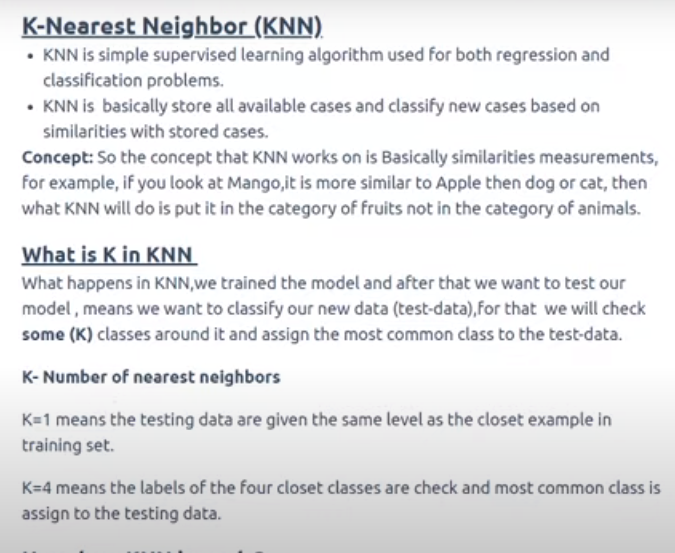 K-Nearest Neighbor (KNN)
• KNN is simple supervised learning algorithm used for both regression and
classification problems.
• KNN is basically store all available cases and classify new cases based on
similarities with stored cases.
Concept: So the concept that KNN works on is Basically similarities measurements,
for example, if you look at Mango,it is more similar to Apple then dog or cat, then
what KNN will do is put it in the category of fruits not in the category of animals.
What is K in KNN
What happens in KNN,we trained the model and after that we want to test our
model , means we want to classify our new data (test-data),for that we will check
some (K) classes around it and assign the most common class to the test-data.
K- Number of nearest neighbors
K=1 means the testing data are given the same level as the closet example in
training set.
K=4 means the labels of the four closet classes are check and most common class is
assign to the testing data.